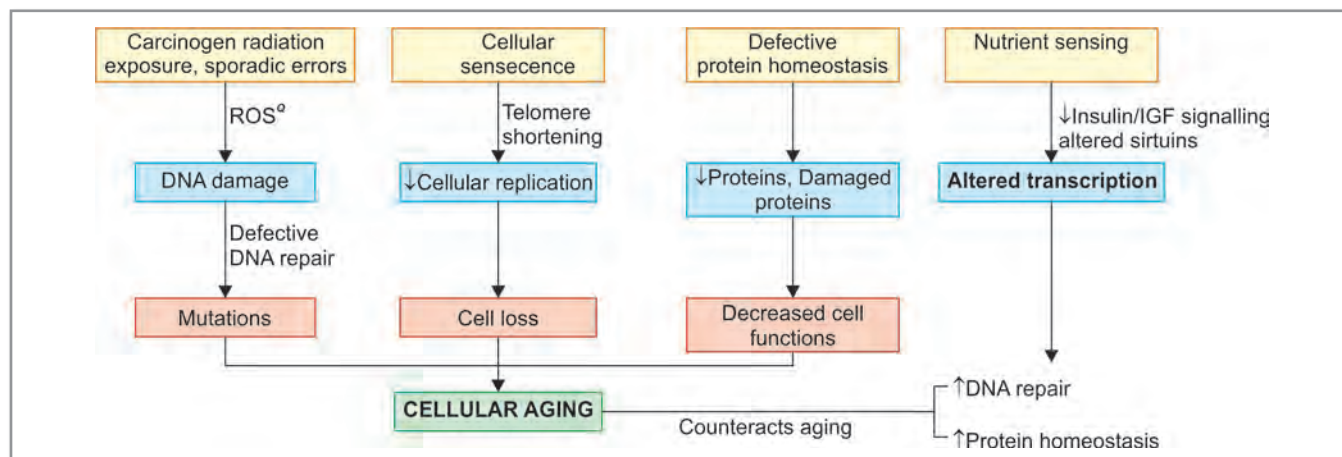 Carcinogen radiation
exposure, sporadic errors
Cellular
sensecence
Defective
protein homeostasis
Nutrient sensing
ROSᵃ
Telomere
shortening
↓Insulin/IGF signalling
altered sirtuins
DNA damage
↓Cellular replication
↓Proteins, Damaged
proteins
Altered transcription
Defective
DNA repair
Mutations
Cell loss
Decreased cell
functions
CELLULAR AGING
Counteracts aging
↑DNA repair
↑Protein homeostasis